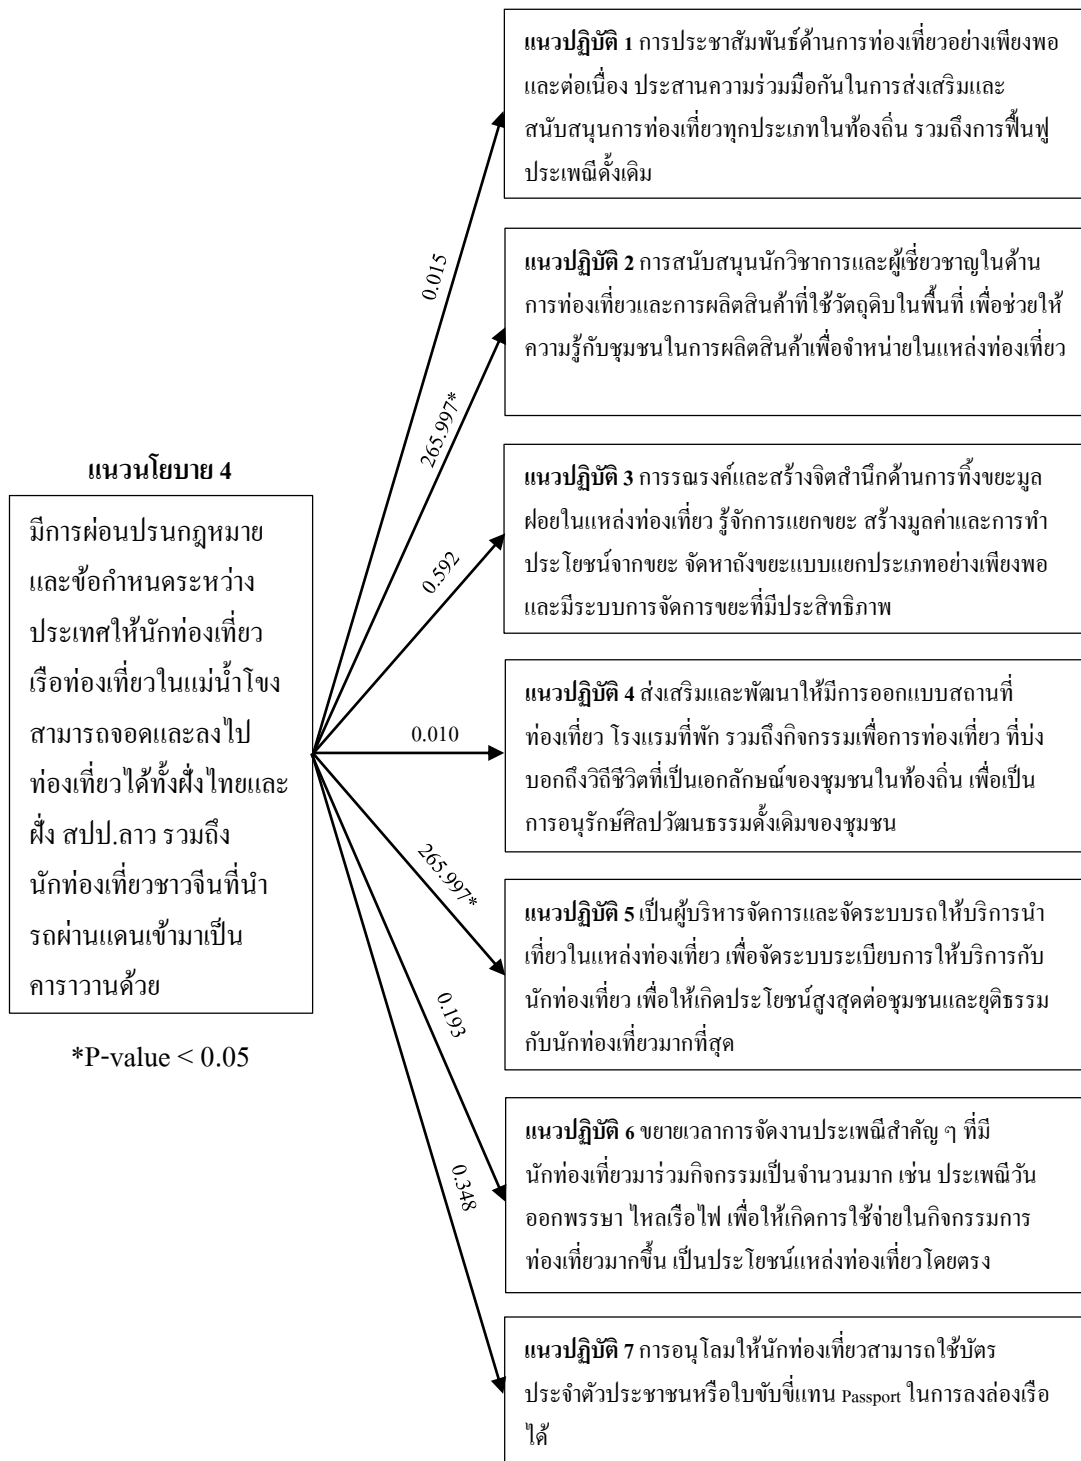 แนวปฏิบัติ 1 การประชาสัมพันธ์ด้านการท่องเที่ยวอย่างเพียงพอ
และต่อเนื่อง ประสานความร่วมมือกันในการส่งเสริมและ
สนับสนุนการท่องเที่ยวทุกประเภทในท้องถิ่น รวมถึงการฟื้นฟู
ประเพณีดั้งเดิม
0.015
แนวปฏิบัติ 2 การสนับสนุนนักวิชาการและผู้เชี่ยวชาญในด้าน
การท่องเที่ยวและการผลิตสินค้าที่ใช้วัตถุดิบในพื้นที่ เพื่อช่วยให้
ความรู้กับชุมชนในการผลิตสินค้าเพื่อจำหน่ายในแหล่งท่องเที่ยว
265.997*
แนวนโยบาย 4
มีการผ่อนปรนกฎหมาย
และข้อกำหนดระหว่าง
ประเทศให้นักท่องเที่ยว
เรือท่องเที่ยวในแม่น้ำโขง
สามารถจอดและลงไป
ท่องเที่ยวได้ทั้งฝั่งไทยและ
ฝั่ง สปป.ลาว รวมถึง
นักท่องเที่ยวชาวจีนที่นำ
รถผ่านแดนเข้ามาเป็น
คาราวานด้วย
*P-value < 0.05
แนวปฏิบัติ 3 การรณรงค์และสร้างจิตสำนึกด้านการทิ้งขยะมูล
ฝอยในแหล่งท่องเที่ยว รู้จักการแยกขยะ สร้างมูลค่าและการทำ
ประโยชน์จากขยะ จัดหาถังขยะแบบแยกประเภทอย่างเพียงพอ
และมีระบบการจัดการขยะที่มีประสิทธิภาพ
0.592
แนวปฏิบัติ 4 ส่งเสริมและพัฒนาให้มีการออกแบบสถานที่
ท่องเที่ยว โรงแรมที่พัก รวมถึงกิจกรรมเพื่อการท่องเที่ยว ที่บ่ง
บอกถึงวิถีชีวิตที่เป็นเอกลักษณ์ของชุมชนในท้องถิ่น เพื่อเป็น
การอนุรักษ์ศิลปวัฒนธรรมดั้งเดิมของชุมชน
0.010
แนวปฏิบัติ 5 เป็นผู้บริหารจัดการและจัดระบบรถให้บริการนำ
เที่ยวในแหล่งท่องเที่ยว เพื่อจัดระบบระเบียบการให้บริการกับ
นักท่องเที่ยว เพื่อให้เกิดประโยชน์สูงสุดต่อชุมชนและยุติธรรม
กับนักท่องเที่ยวมากที่สุด
265.997*
แนวปฏิบัติ 6 ขยายเวลาการจัดงานประเพณีสำคัญ ๆ ที่มี
นักท่องเที่ยวมาร่วมกิจกรรมเป็นจำนวนมาก เช่น ประเพณีวัน
ออกพรรษา ไหลเรือไฟ เพื่อให้เกิดการใช้จ่ายในกิจกรรมการ
ท่องเที่ยวมากขึ้น เป็นประโยชน์แหล่งท่องเที่ยวโดยตรง
0.193
แนวปฏิบัติ 7 การอนุโลมให้นักท่องเที่ยวสามารถใช้บัตร
ประจำตัวประชาชนหรือใบขับขี่แทน Passport ในการลงล่องเรือ
ได้
0.348